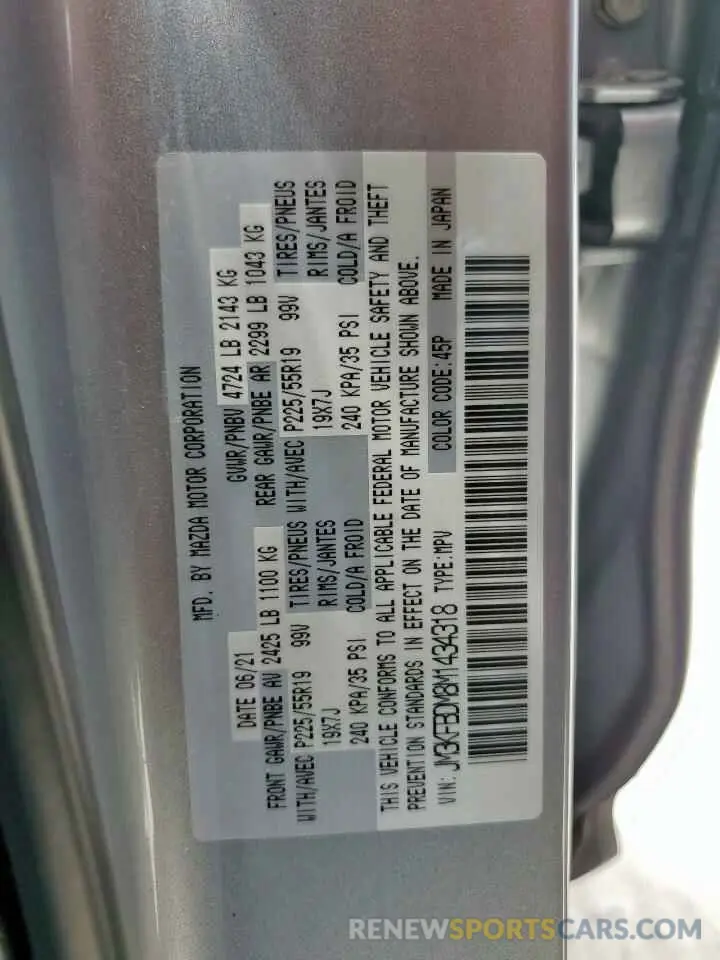 MFD. BY MAZDA MOTOR CORPORATION
DATE 06/21 GVWR/PNBV 4724 LB 2143 KG
FRONT GAWR/PNBE AV 2425 LB 1100 KG REAR GAWR/PNBE AR 2299 LB 1043 KG
WITH/AVEC P225/55R19 99V TIRES/PNEUS WITH/AVEC P225/55R19 99V TIRES/PNEUS
19X7J RIMS/JANTES 19X7J RIMS/JANTES
240 KPA/35 PSI COLD/A FROID 240 KPA/35 PSI COLD/A FROID
THIS VEHICLE CONFORMS TO ALL APPLICABLE FEDERAL MOTOR VEHICLE SAFETY AND THEFT
PREVENTION STANDARDS IN EFFECT ON THE DATE OF MANUFACTURE SHOWN ABOVE.
VIN: JM3KFBDM8M1434318 TYPE:MPV COLOR CODE:45P MADE IN JAPAN
RENEWSPORTSCARS.COM